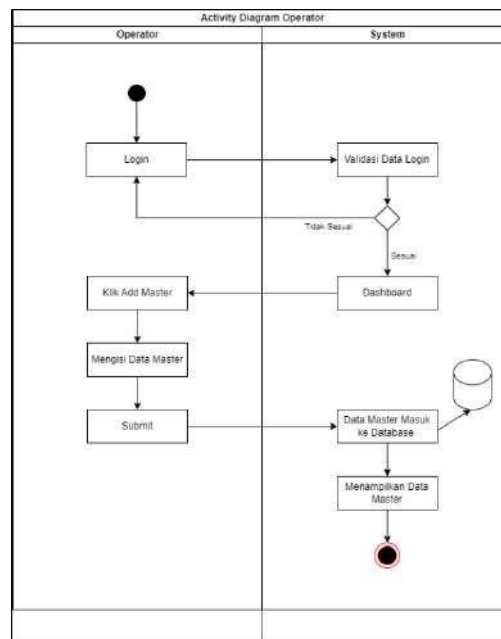 Activity Diagram Operator
Operator
System
Login
Validasi Data Login
Tidak Sesuai
Sesuai
Klik Add Master
Dashboard
Mengisi Data Master
Submit
Data Master Masuk
ke Database
Menampilkan Data
Master